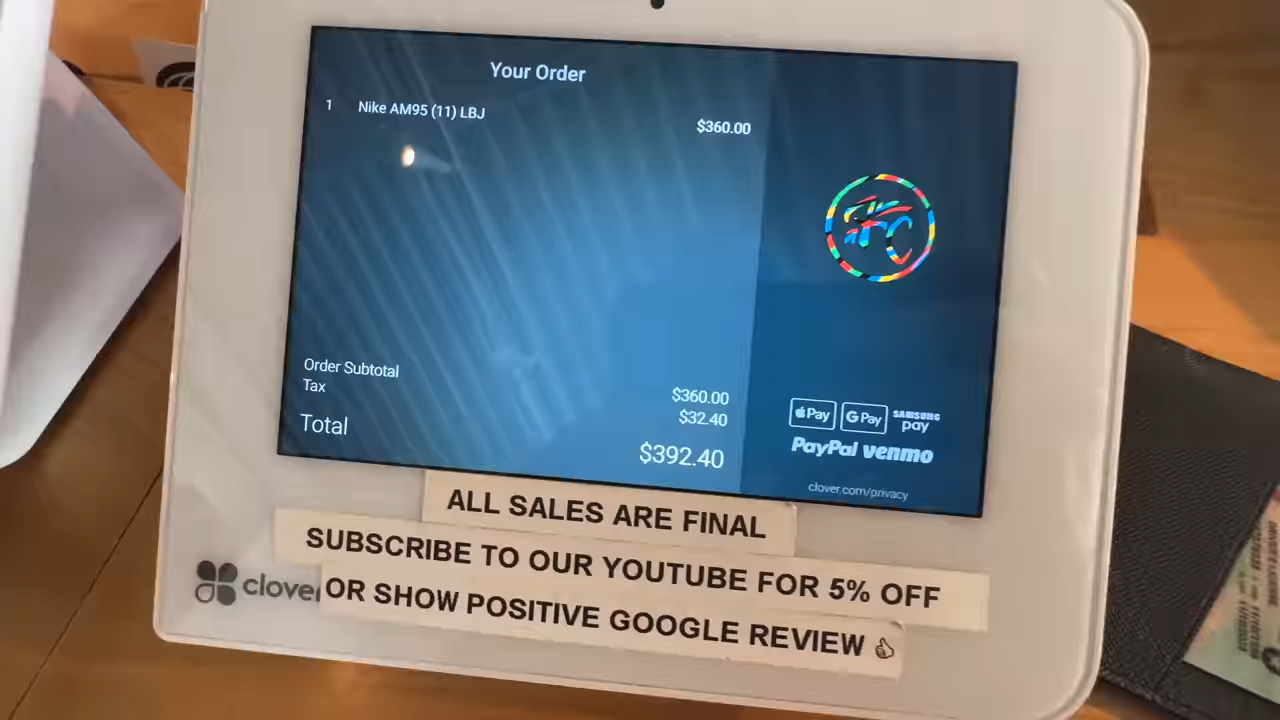 Your Order
1 Nike AM95 (11) LBJ $360.00
Order Subtotal $360.00
Tax $32.40
Total $392.40
FC
Pay G Pay SAMSUNG pay
PayPal venmo
clover.com/privacy
ALL SALES ARE FINAL
SUBSCRIBE TO OUR YOUTUBE FOR 5% OFF
clover OR SHOW POSITIVE GOOGLE REVIEW 👍